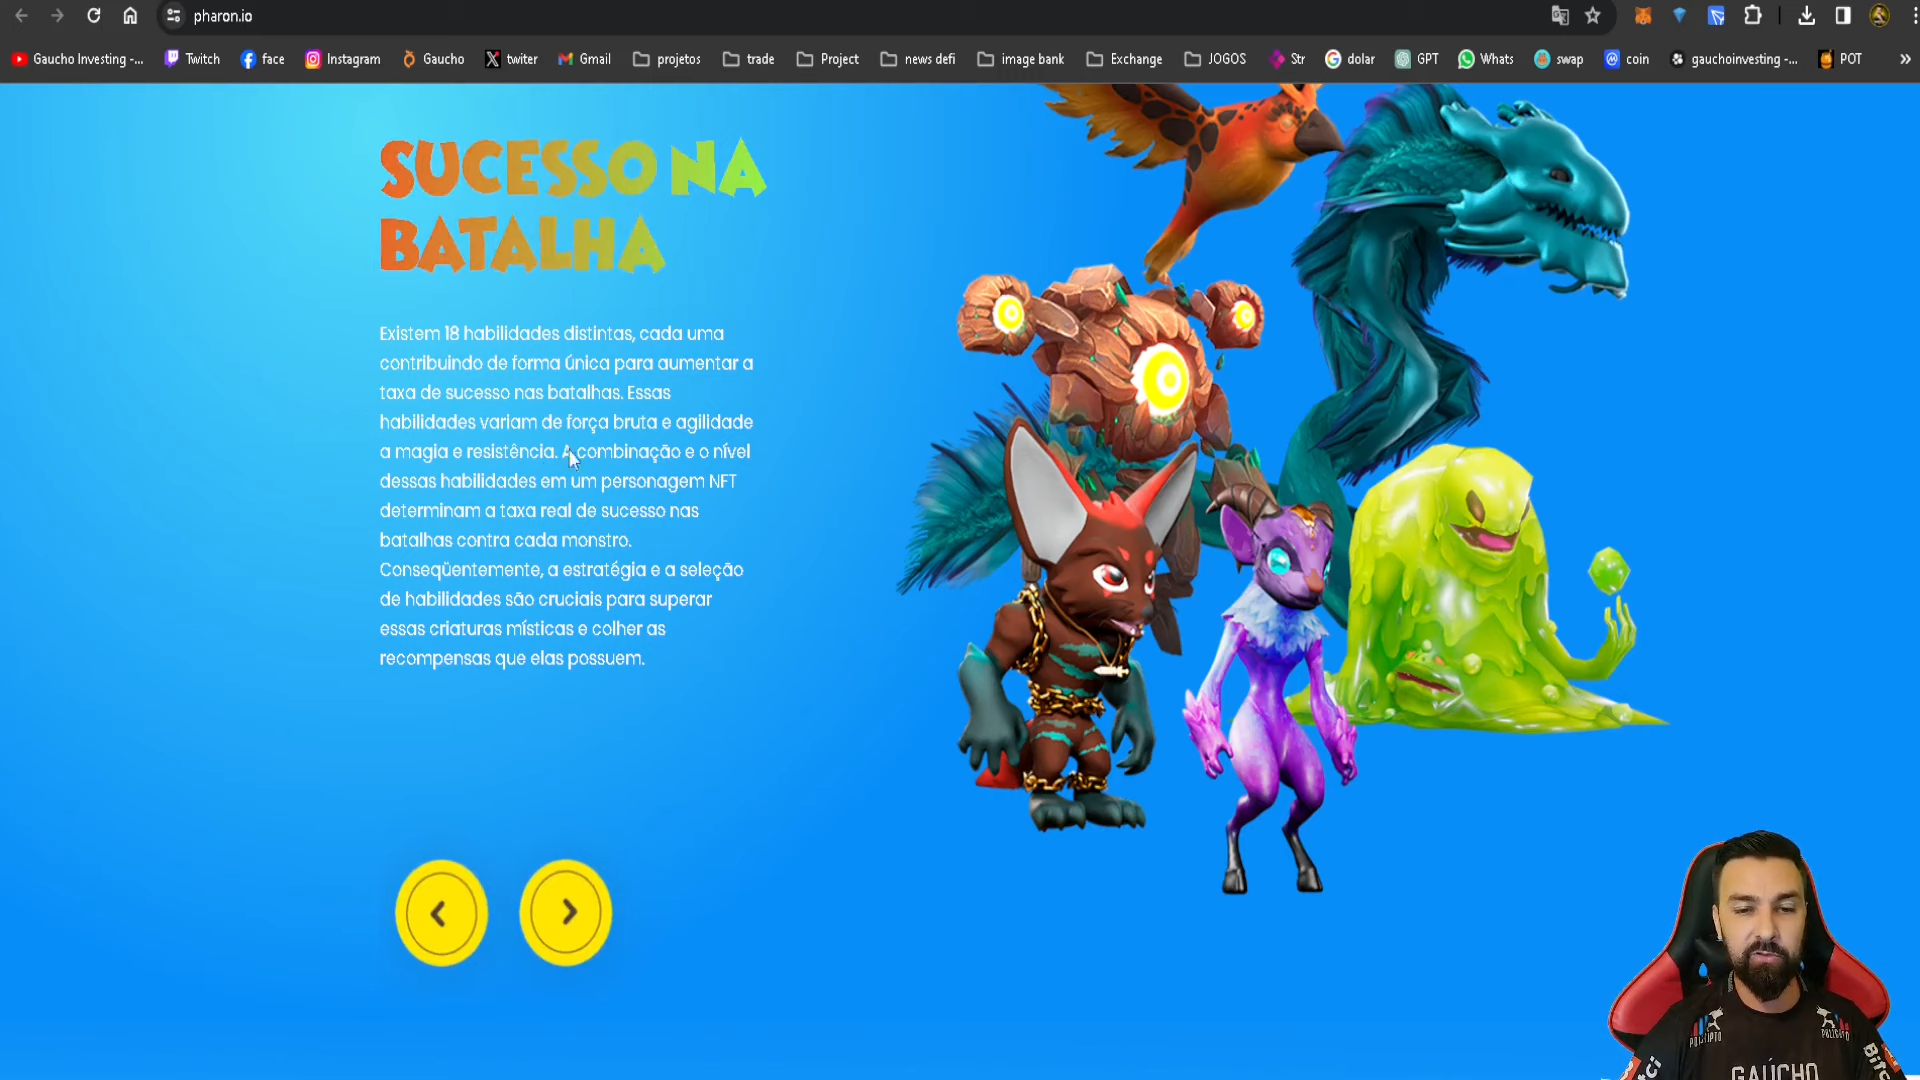 pharon.io
Gaucho Investing -... Twitch face Instagram Gaucho twiter Gmail projetos trade Project news defi image bank Exchange JOGOS Str dolar GPT Whats swap coin gauchoinvesting -... POT »
SUCESSO NA
BATALHA
Existem 18 habilidades distintas, cada uma
contribuindo de forma única para aumentar a
taxa de sucesso nas batalhas. Essas
habilidades variam de força bruta e agilidade
a magia e resistência. A combinação e o nível
dessas habilidades em um personagem NFT
determinam a taxa real de sucesso nas
batalhas contra cada monstro.
Conseqüentemente, a estratégia e a seleção
de habilidades são cruciais para superar
essas criaturas místicas e colher as
recompensas que elas possuem.
GAÚCHO